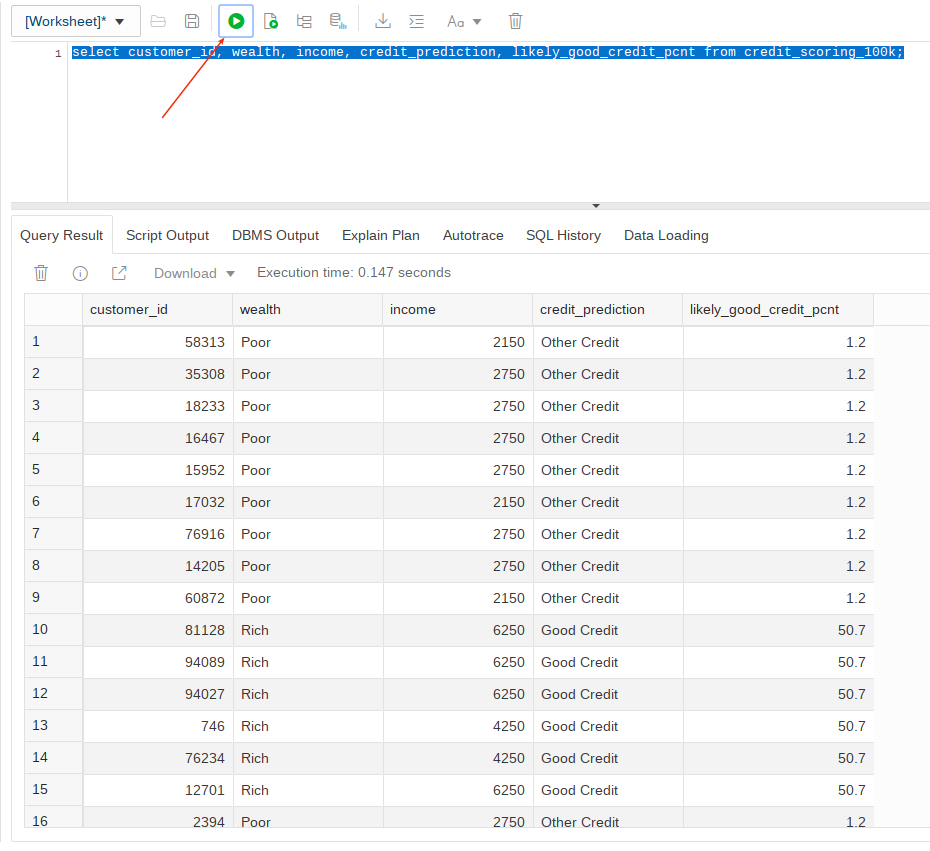 [Worksheet]* Aa
1 select customer_id, wealth, income, credit_prediction, likely_good_credit_pcnt from credit_scoring_100k;
Query Result Script Output DBMS Output Explain Plan Autotrace SQL History Data Loading
Download Execution time: 0.147 seconds
customer_id wealth income credit_prediction likely_good_credit_pcnt
1 58313 Poor 2150 Other Credit 1.2
2 35308 Poor 2750 Other Credit 1.2
3 18233 Poor 2750 Other Credit 1.2
4 16467 Poor 2750 Other Credit 1.2
5 15952 Poor 2750 Other Credit 1.2
6 17032 Poor 2150 Other Credit 1.2
7 76916 Poor 2750 Other Credit 1.2
8 14205 Poor 2750 Other Credit 1.2
9 60872 Poor 2150 Other Credit 1.2
10 81128 Rich 6250 Good Credit 50.7
11 94089 Rich 6250 Good Credit 50.7
12 94027 Rich 6250 Good Credit 50.7
13 746 Rich 4250 Good Credit 50.7
14 76234 Rich 4250 Good Credit 50.7
15 12701 Rich 6250 Good Credit 50.7
16 2394 Poor 2750 Other Credit 1.2